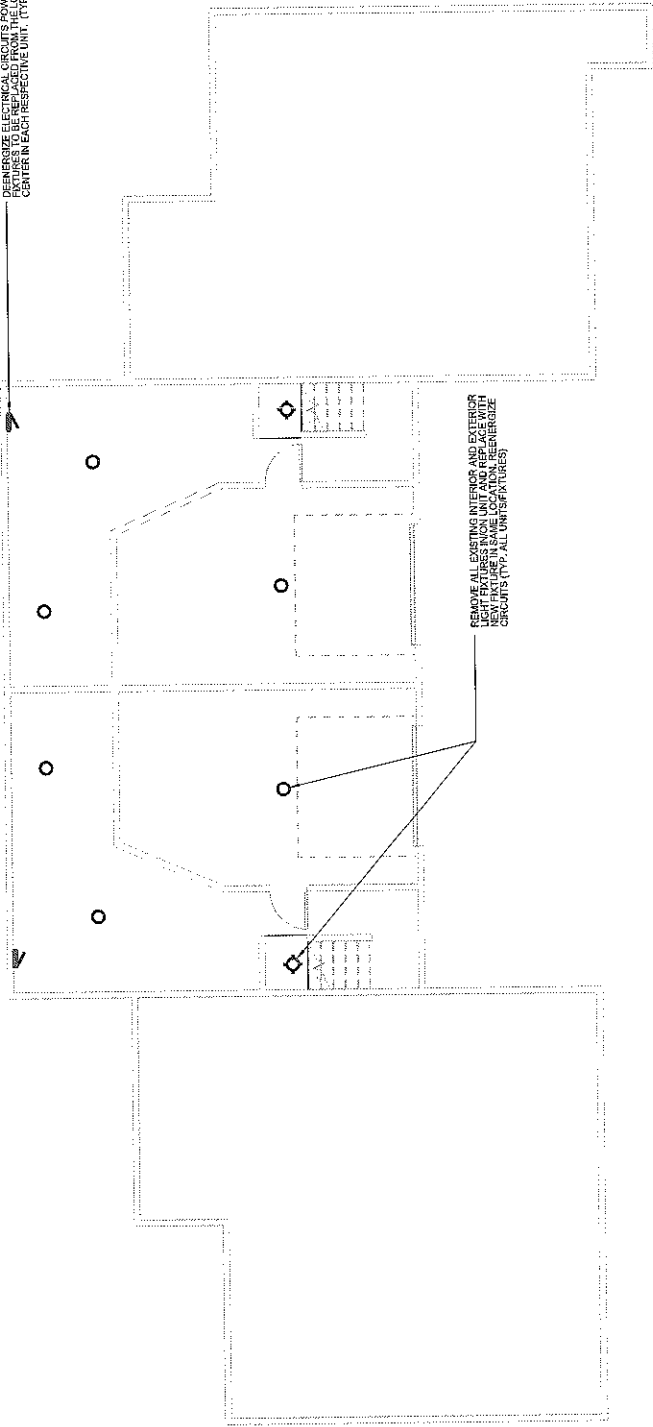 DEENERGIZE ELECTRICAL CIRCUITS
FIXTURES TO BE REPLACED FROM THE
CENTER IN EACH RESPECTIVE UNIT.
REMOVE ALL EXISTING INTERIOR AND EXTERIOR
LIGHT FIXTURES IN/ON UNIT AND REPLACE WITH
NEW FIXTURE IN SAME LOCATION. REENERGIZE
CIRCUITS (TYP. ALL UNITS/FIXTURES)